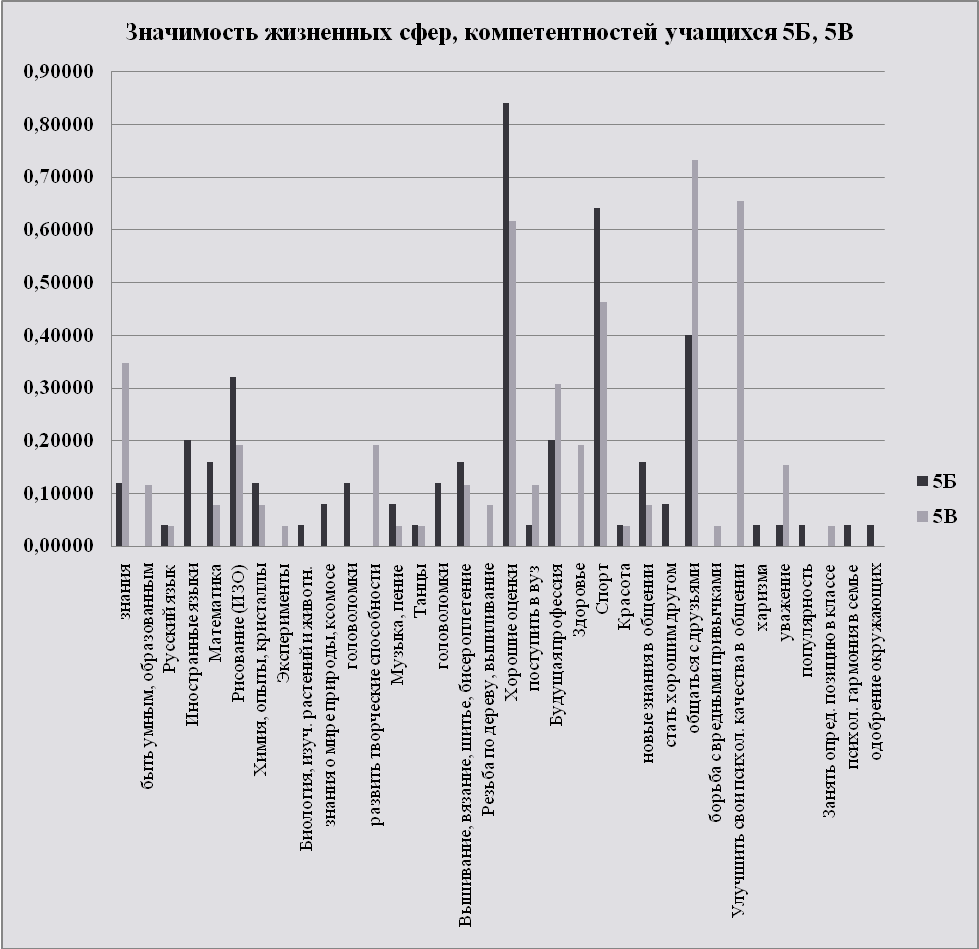 Значимость жизненных сфер, компетентностей учащихся 5Б, 5В
0,90000
0,80000
0,70000
0,60000
0,50000
0,40000
0,30000
0,20000
0,10000
0,00000
5Б
5В
знания
быть умным, образованным
Русский язык
Иностранные языки
Математика
Рисование (ИЗО)
Химия, опыты, кристаллы
Эксперименты
Биология, изуч. растений и животн.
знания о мире природы, комосе
головоломки
развить творческие способности
Музыка, пение
Танцы
головоломки
Вышивание, вязание, шитье, бисероплетение
Резьба по дереву, выпиливание
Хорошие оценки
поступить в вуз
Будущая профессия
Здоровье
Спорт
Красота
новые знания в общении
стать хорошим другом
общаться с друзьями
борьба с вредными привычками
Улучшить свои психол. качества в общении
харизма
уважение
популярность
Занять опред. позицию в классе
психол. гармония в семье
одобрение окружающих